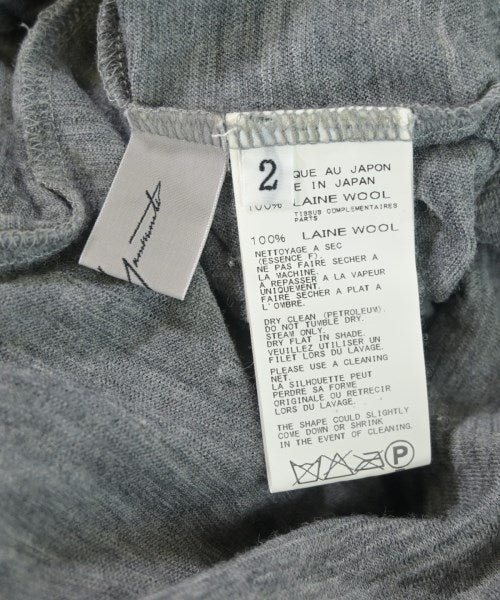 Yamamoto
2
QUE AU JAPON
E IN JAPAN
100% LAINE WOOL
TISSUS COMPLEMENTAIRES
PARTS
100% LAINE WOOL
NETTOYAGE A SEC
(ESSENCE F).
NE PAS FAIRE SÉCHER A
LA MACHINE.
A REPASSER A LA VAPEUR
UNIQUEMENT.
FAIRE SÉCHER A PLAT A
L'OMBRE.
DRY CLEAN (PETROLEUM).
DO NOT TUMBLE DRY.
STEAM ONLY.
DRY FLAT IN SHADE.
VEUILLEZ UTILISER UN
FILET LORS DU LAVAGE.
PLEASE USE A CLEANING
NET.
LA SILHOUETTE PEUT
PERDRE SA FORME
ORIGINALE OU RETRECIR
LORS DU LAVAGE.
THE SHAPE COULD SLIGHTLY
COME DOWN OR SHRINK
IN THE EVENT OF CLEANING.
P